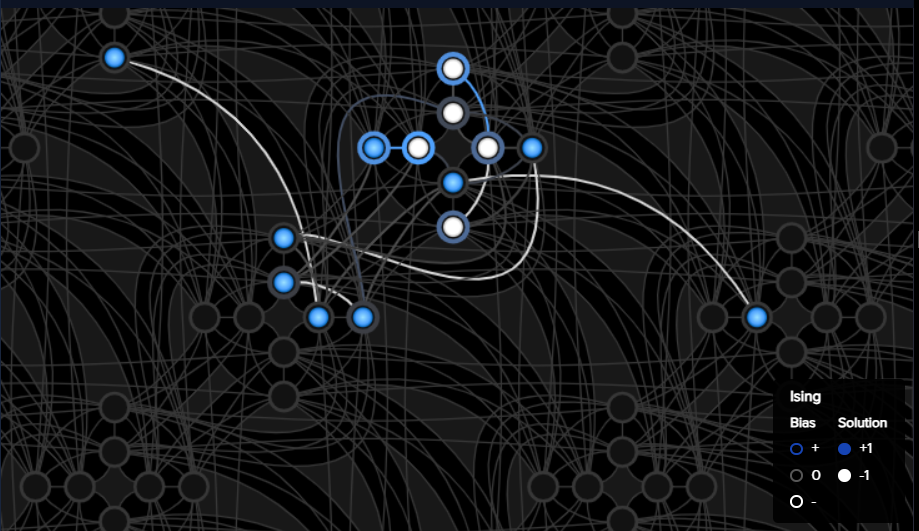 Ising
Bias Solution
+ +1
0 -1
-